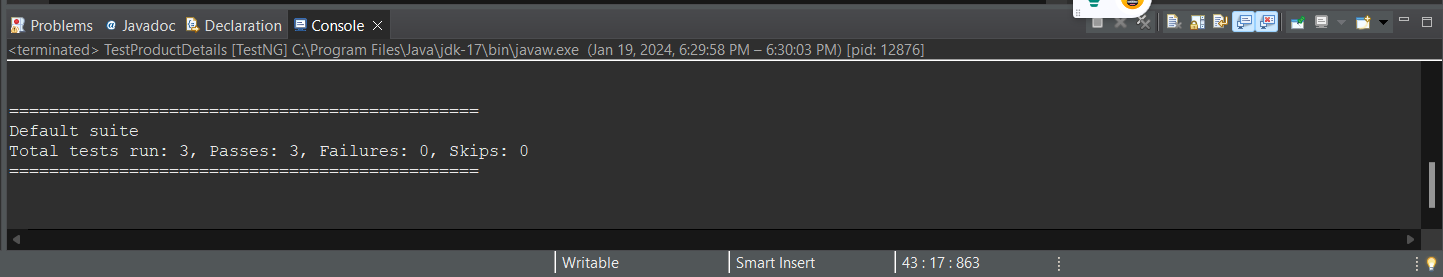 Problems Javadoc Declaration Console
<terminated> TestProductDetails [TestNG] C:\Program Files\Java\jdk-17\bin\javaw.exe (Jan 19, 2024, 6:29:58 PM – 6:30:03 PM) [pid: 12876]
===============================================
Default suite
Total tests run: 3, Passes: 3, Failures: 0, Skips: 0
===============================================
Writable Smart Insert 43 : 17 : 863